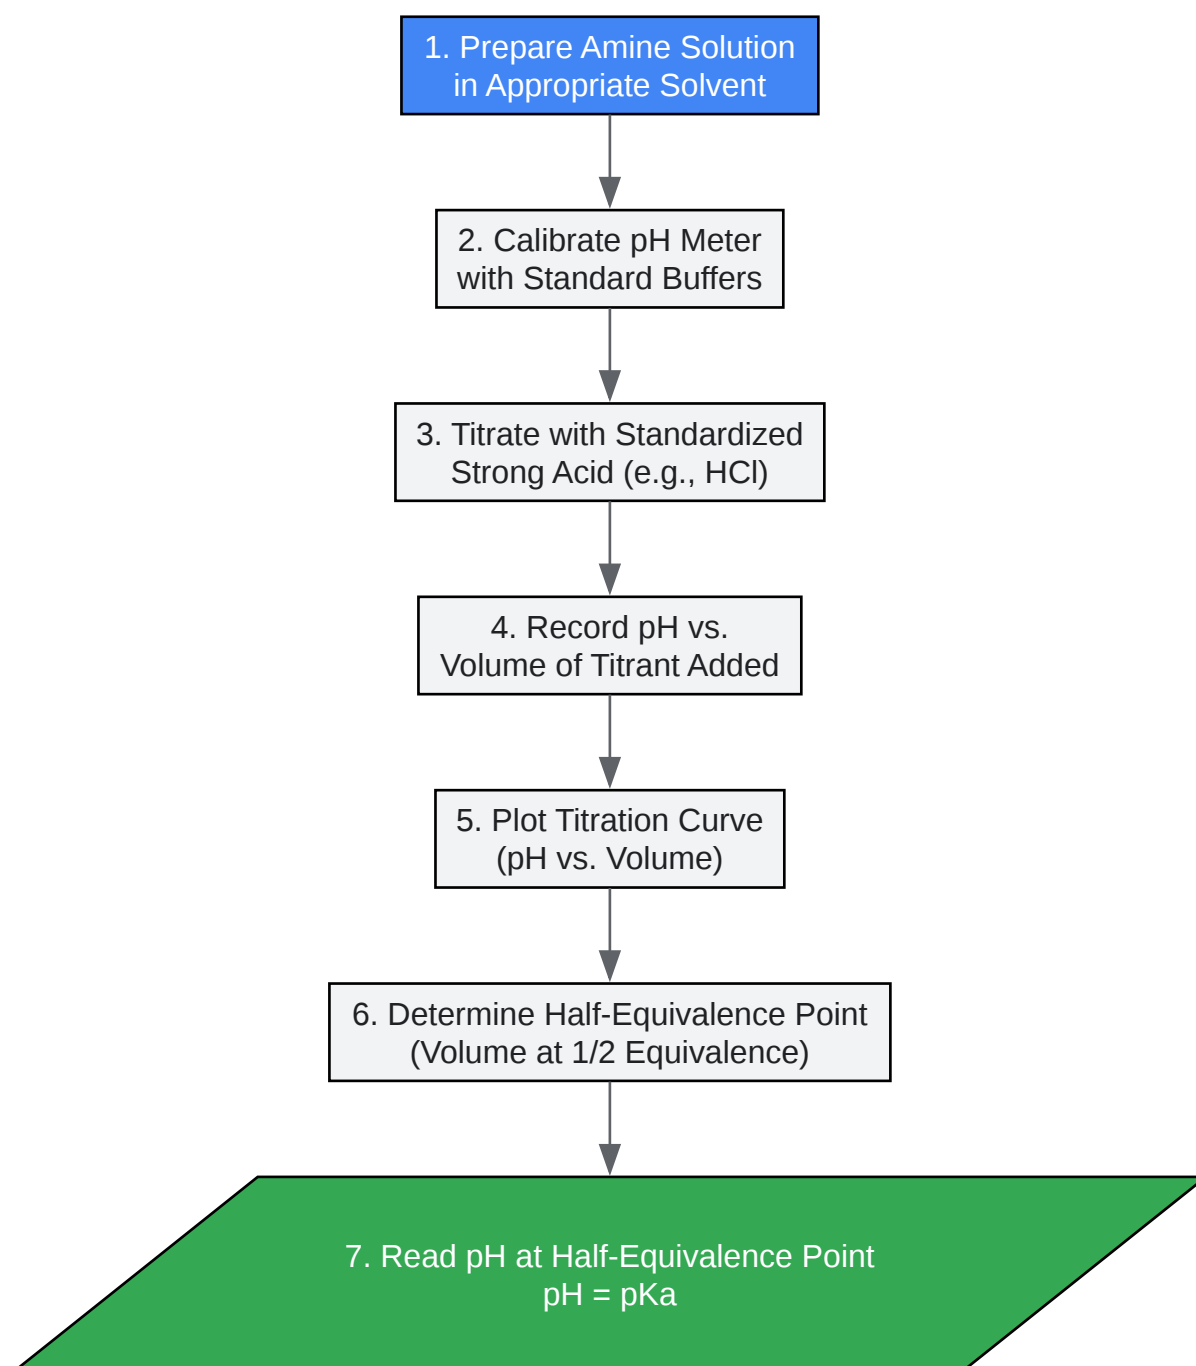 1. Prepare Amine Solution
in Appropriate Solvent
2. Calibrate pH Meter
with Standard Buffers
3. Titrate with Standardized
Strong Acid (e.g., HCl)
4. Record pH vs.
Volume of Titrant Added
5. Plot Titration Curve
(pH vs. Volume)
6. Determine Half-Equivalence Point
(Volume at 1/2 Equivalence)
7. Read pH at Half-Equivalence Point
pH = pKa